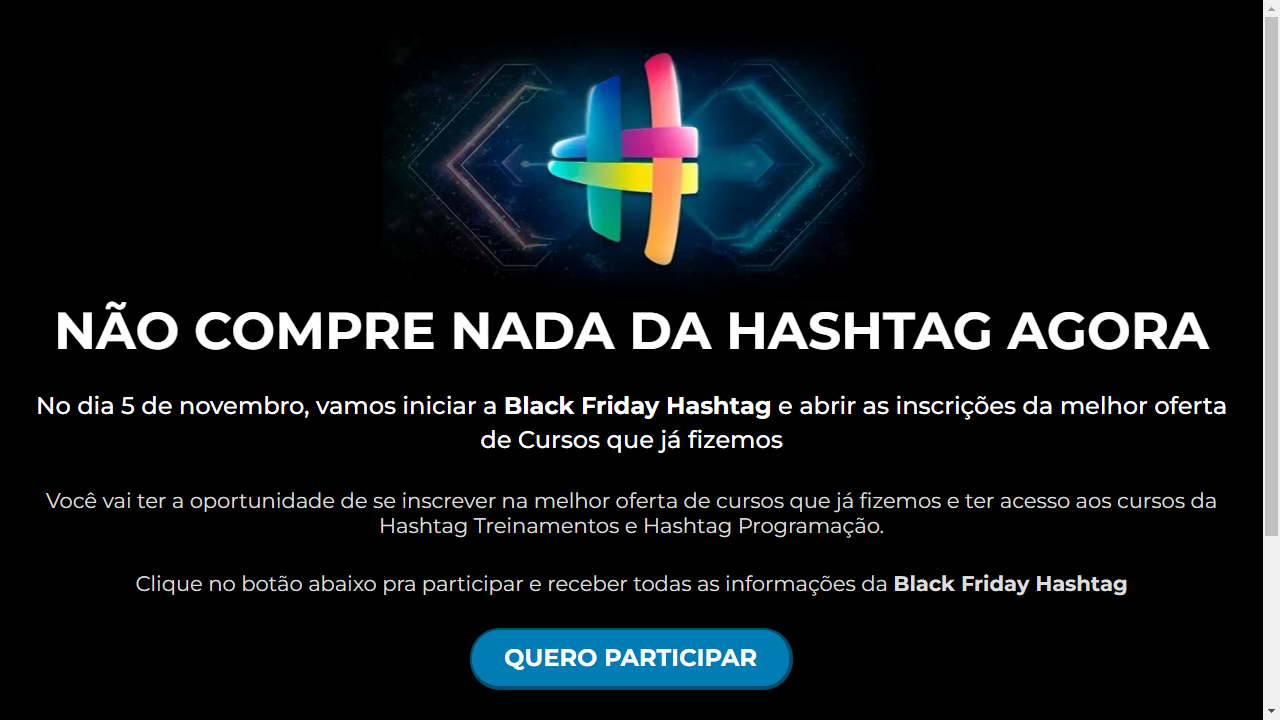 NÃO COMPRE NADA DA HASHTAG AGORA
No dia 5 de novembro, vamos iniciar a Black Friday Hashtag e abrir as inscrições da melhor oferta
de Cursos que já fizemos
Você vai ter a oportunidade de se inscrever na melhor oferta de cursos que já fizemos e ter acesso aos cursos da
Hashtag Treinamentos e Hashtag Programação.
Clique no botão abaixo pra participar e receber todas as informações da Black Friday Hashtag
QUERO PARTICIPAR